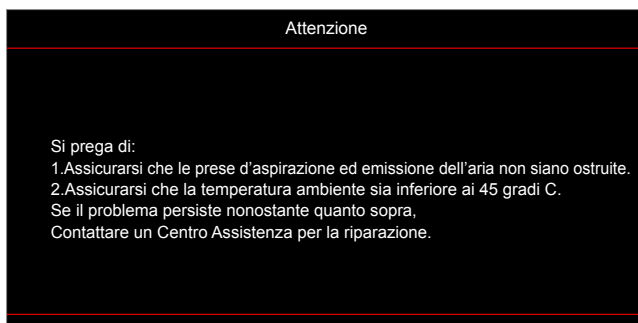 Attenzione
Si prega di:
1.Assicurarsi che le prese d'aspirazione ed emissione dell'aria non siano ostruite.
2.Assicurarsi che la temperatura ambiente sia inferiore ai 45 gradi C.
Se il problema persiste nonostante quanto sopra,
Contattare un Centro Assistenza per la riparazione.